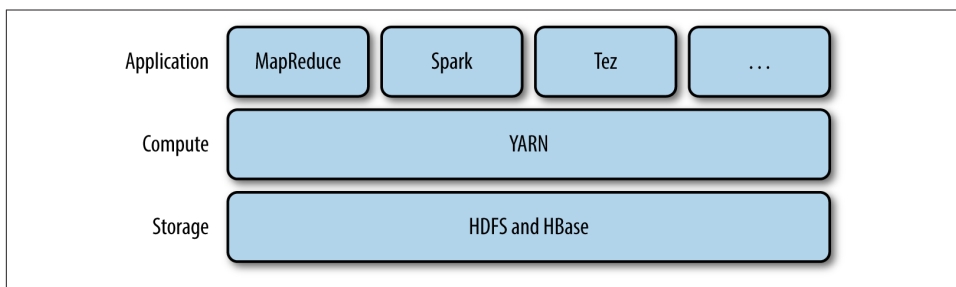 Application MapReduce Spark Tez ...
Compute YARN
Storage HDFS and HBase